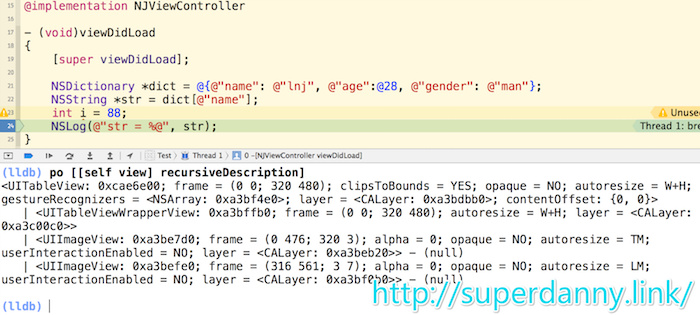 15
16 @implementation NJViewController
17
18 - (void)viewDidLoad
19 {
20 [super viewDidLoad];
21 NSDictionary *dict = @{@"name": @"lnj", @"age":@28, @"gender": @"man"};
22 NSString *str = dict[@"name"];
23 int i = 88; Unuse
24 NSLog(@"str = %@", str); Thread 1: bre
25 }
Test Thread 1 0 -[NJViewController viewDidLoad]
(lldb) po [[self view] recursiveDescription]
<UITableView: 0xcae6e00; frame = (0 0; 320 480); clipsToBounds = YES; opaque = NO; autoresize = W+H;
gestureRecognizers = <NSArray: 0xa3bf4e0>; layer = <CALayer: 0xa3bdbb0>; contentOffset: {0, 0}>
| <UITableViewWrapperView: 0xa3bffb0; frame = (0 0; 320 480); autoresize = W+H; layer = <CALayer:
0xa3c00c0>>
| <UIImageView: 0xa3be7d0; frame = (0 476; 320 3); alpha = 0; opaque = NO; autoresize = TM;
userInteractionEnabled = NO; layer = <CALayer: 0xa3beb20>> - (null)
| <UIImageView: 0xa3befe0; frame = (316 561; 3 7); alpha = 0; opaque = NO; autoresize = LM;
userInteractionEnabled = NO; layer = <CALayer: 0xa3bf0b0>> - (null)
http://superdanny.link/
(lldb)